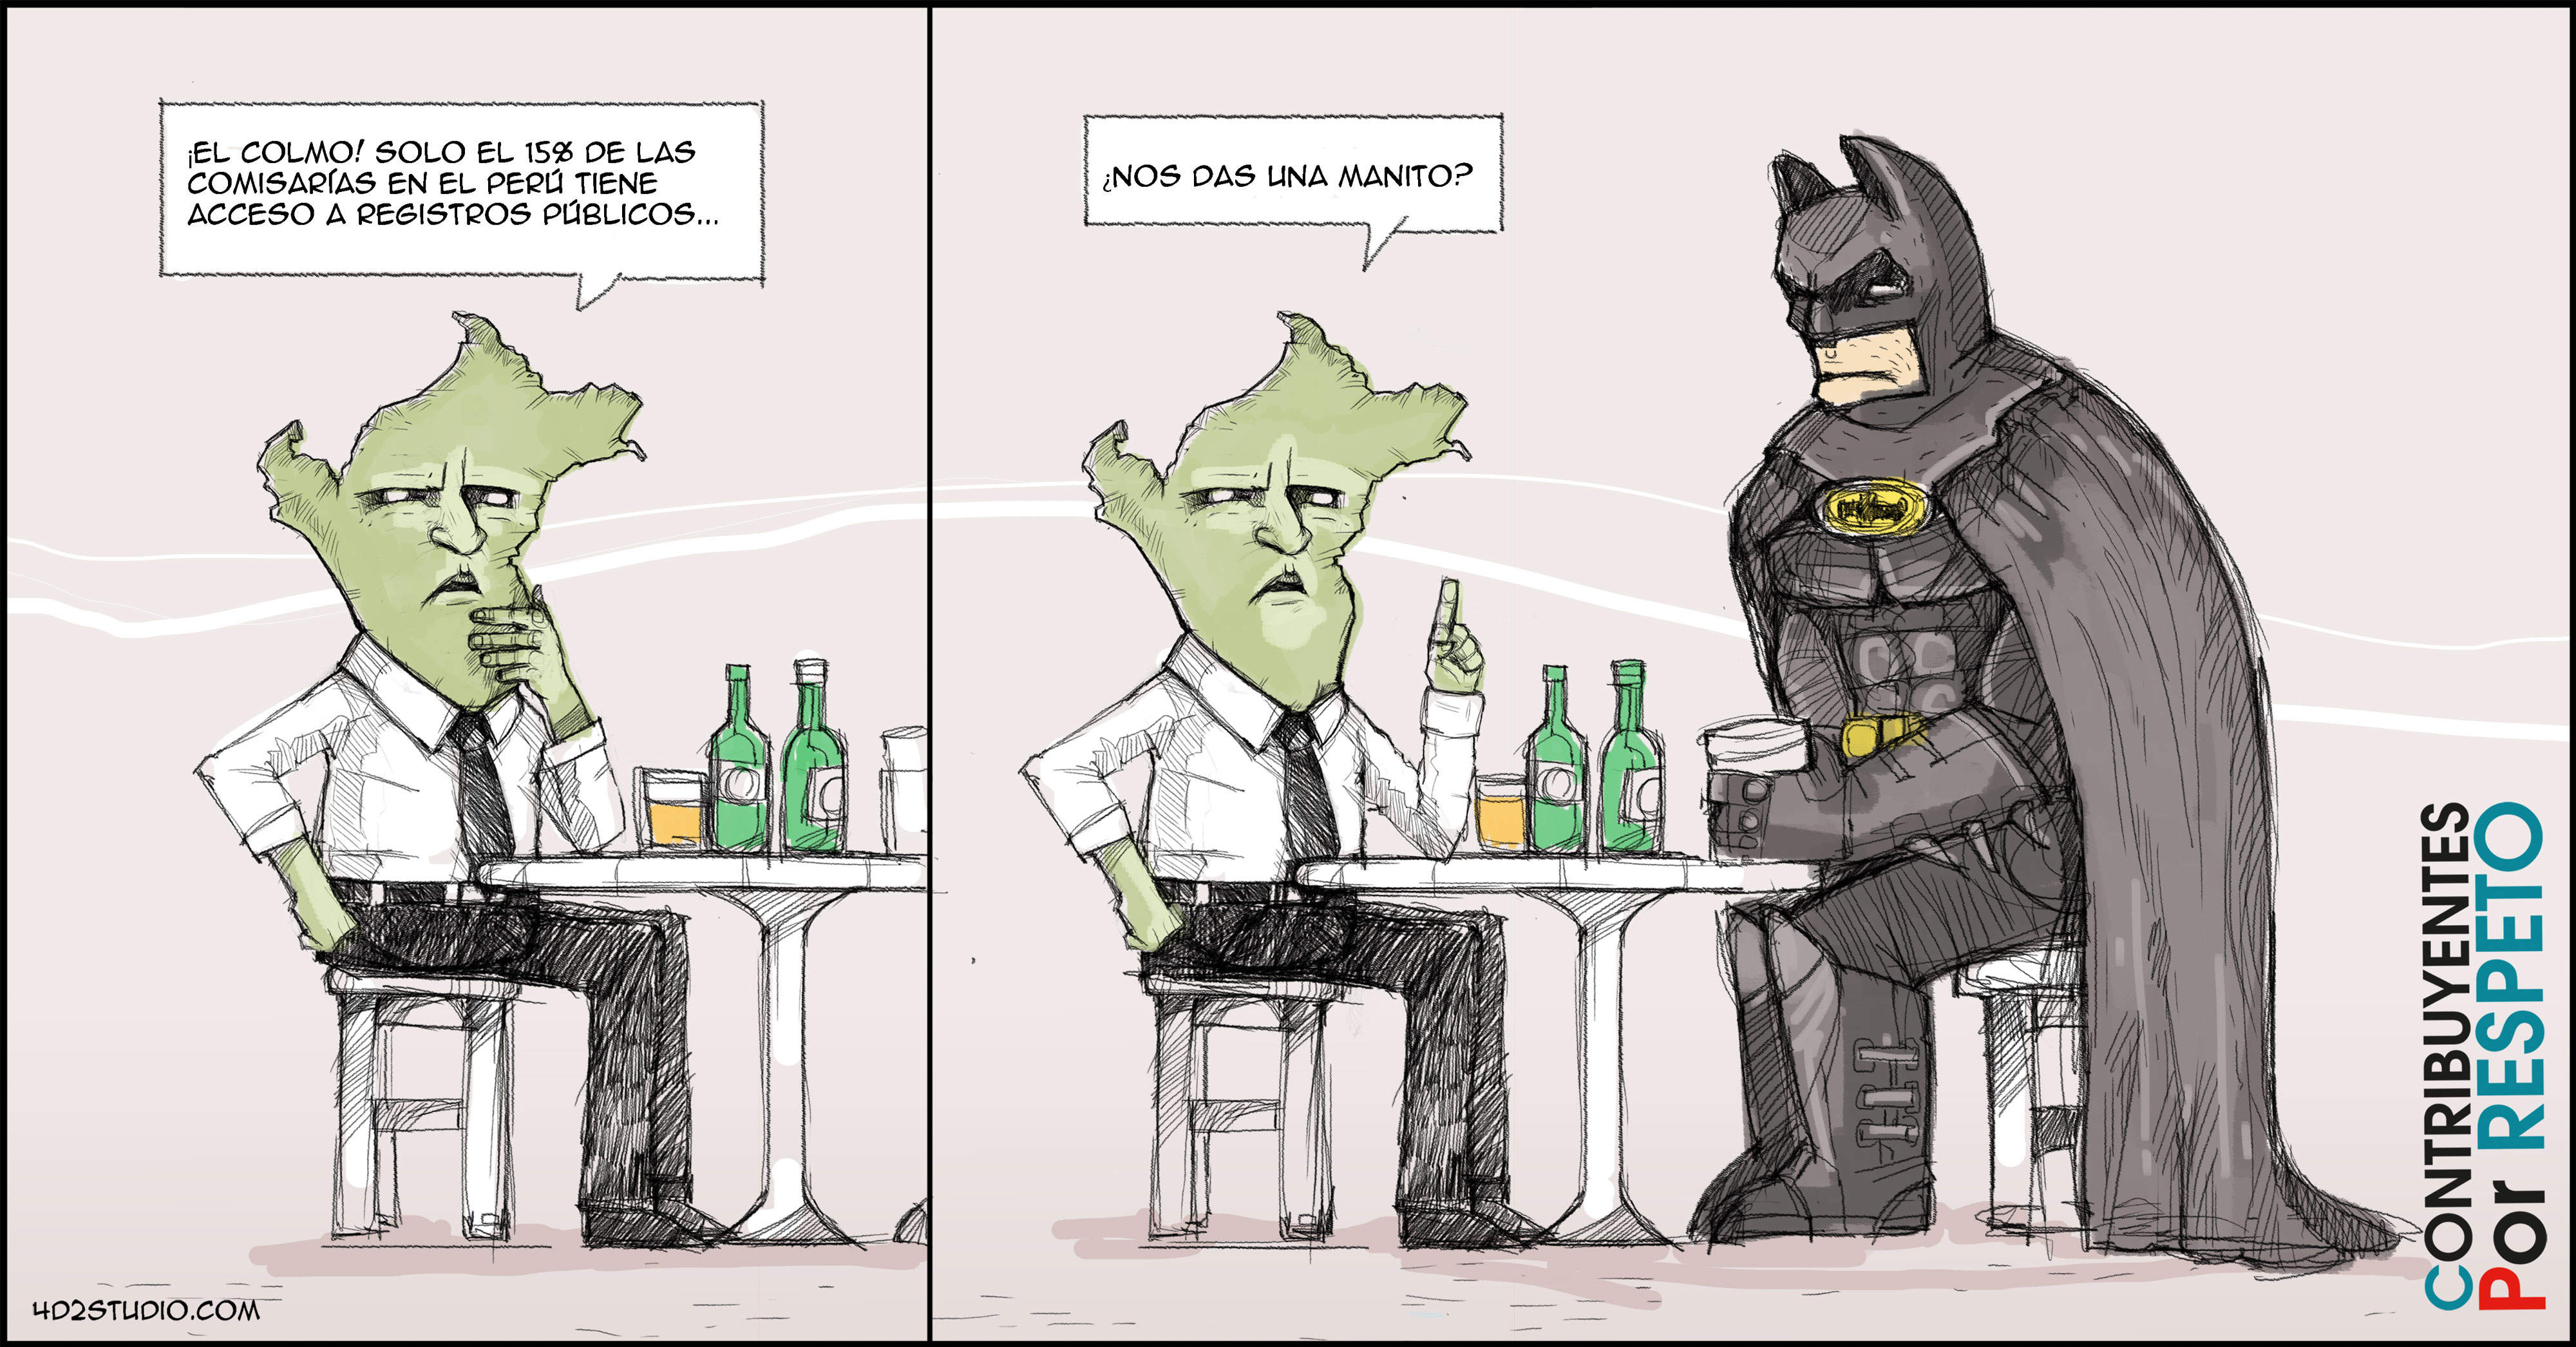 ¡EL COLMO! SOLO EL 15% DE LAS
COMISARÍAS EN EL PERÚ TIENE
ACCESO A REGISTROS PÚBLICOS...
¿NOS DAS UNA MANITO?
4D2STUDIO.COM
CONTRIBUYENTES
Por RESPETO